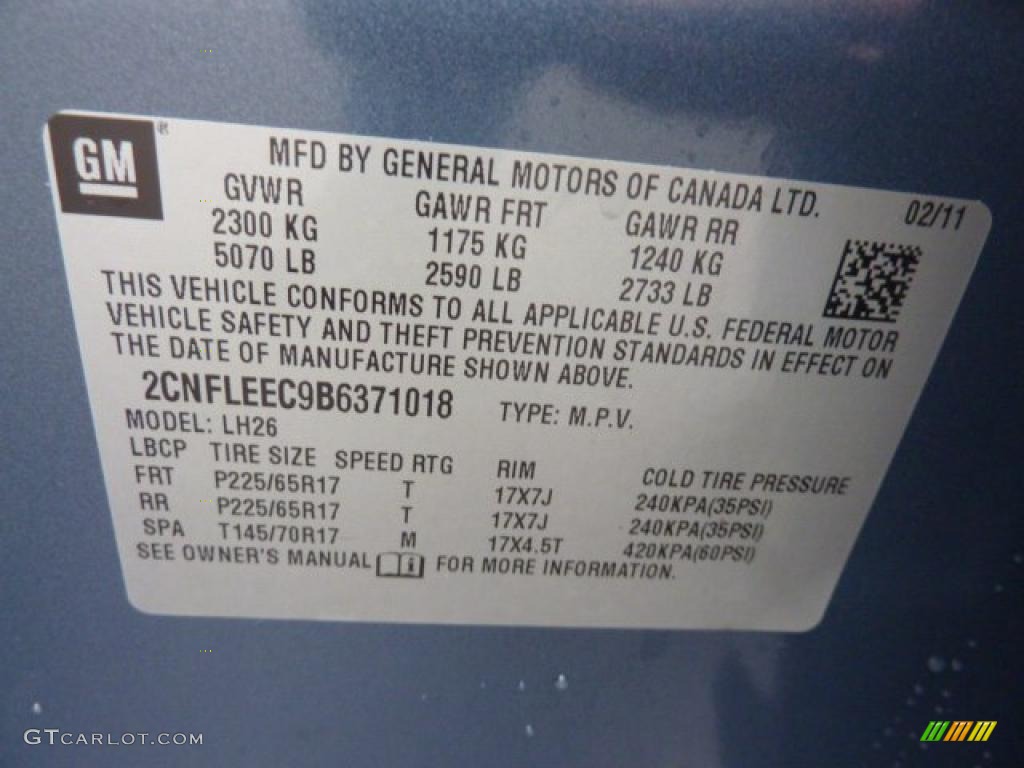 GM®
MFD BY GENERAL MOTORS OF CANADA LTD.
02/11
GVWR GAWR FRT GAWR RR
2300 KG 1175 KG 1240 KG
5070 LB 2590 LB 2733 LB
THIS VEHICLE CONFORMS TO ALL APPLICABLE U.S. FEDERAL MOTOR
VEHICLE SAFETY AND THEFT PREVENTION STANDARDS IN EFFECT ON
THE DATE OF MANUFACTURE SHOWN ABOVE.
2CNFLEEC9B6371018 TYPE: M.P.V.
MODEL: LH26
LBCP TIRE SIZE SPEED RTG RIM COLD TIRE PRESSURE
FRT P225/65R17 T 17X7J 240KPA(35PSI)
RR P225/65R17 T 17X7J 240KPA(35PSI)
SPA T145/70R17 M 17X4.5T 420KPA(60PSI)
SEE OWNER'S MANUAL i FOR MORE INFORMATION.
GTCARLOT.COM